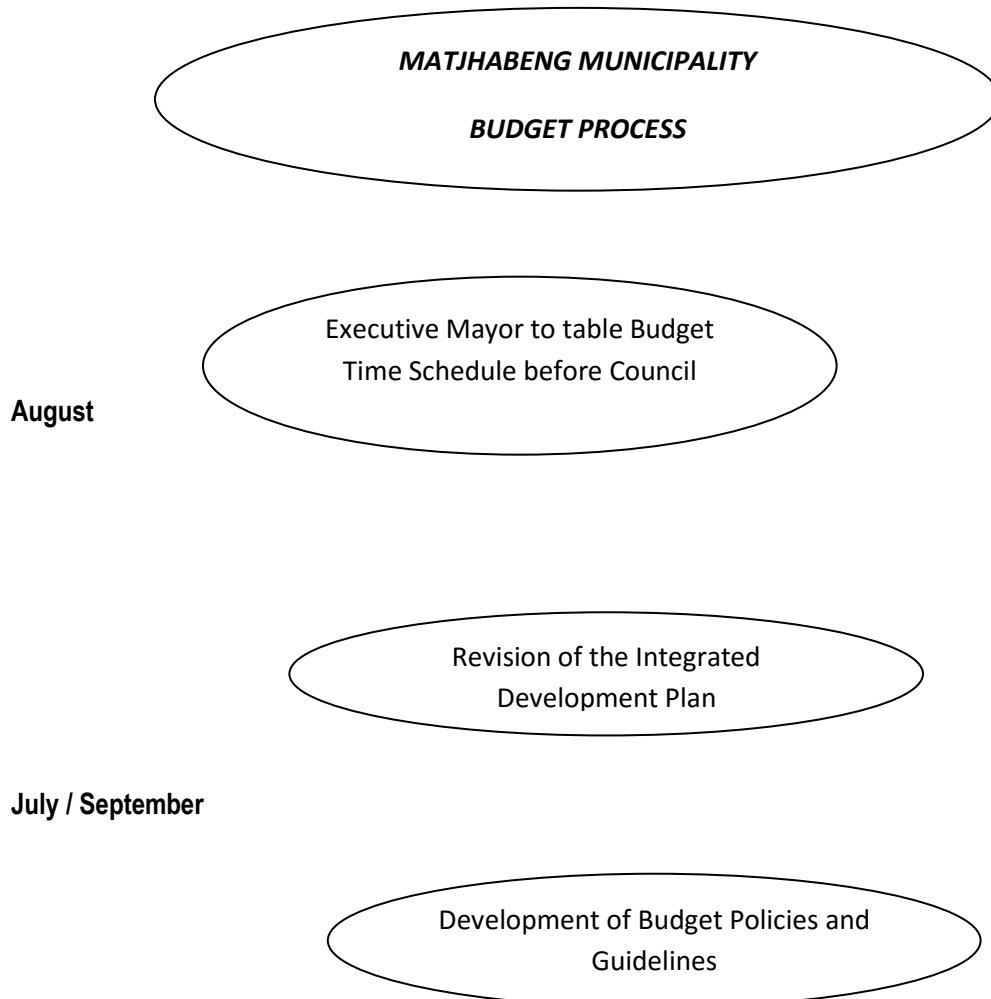 MATJHABENG MUNICIPALITY
BUDGET PROCESS
Executive Mayor to table Budget
Time Schedule before Council
August
Revision of the Integrated
Development Plan
July / September
Development of Budget Policies and
Guidelines